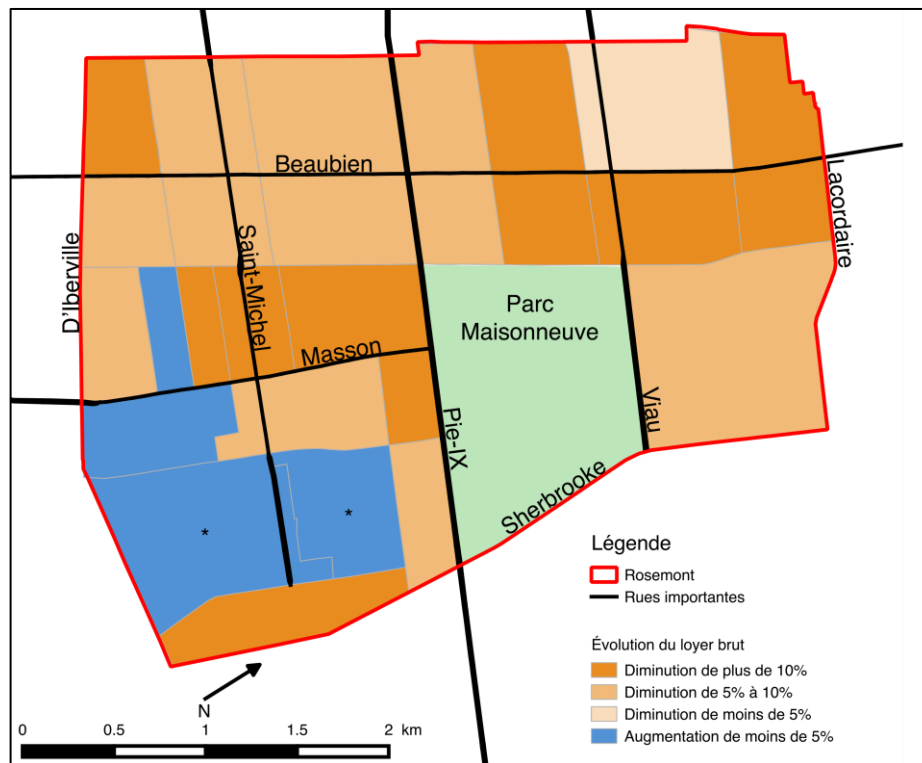 Beaubien
Lacordaire
D'Iberville
Saint-Michel
Parc
Maisonneuve
Masson
Pie-IX
Viau
Sherbrooke
*
*
Légende
Rosemont
Rues importantes
Évolution du loyer brut
Diminution de plus de 10%
Diminution de 5% à 10%
Diminution de moins de 5%
Augmentation de moins de 5%
N
0 0.5 1 1.5 2 km